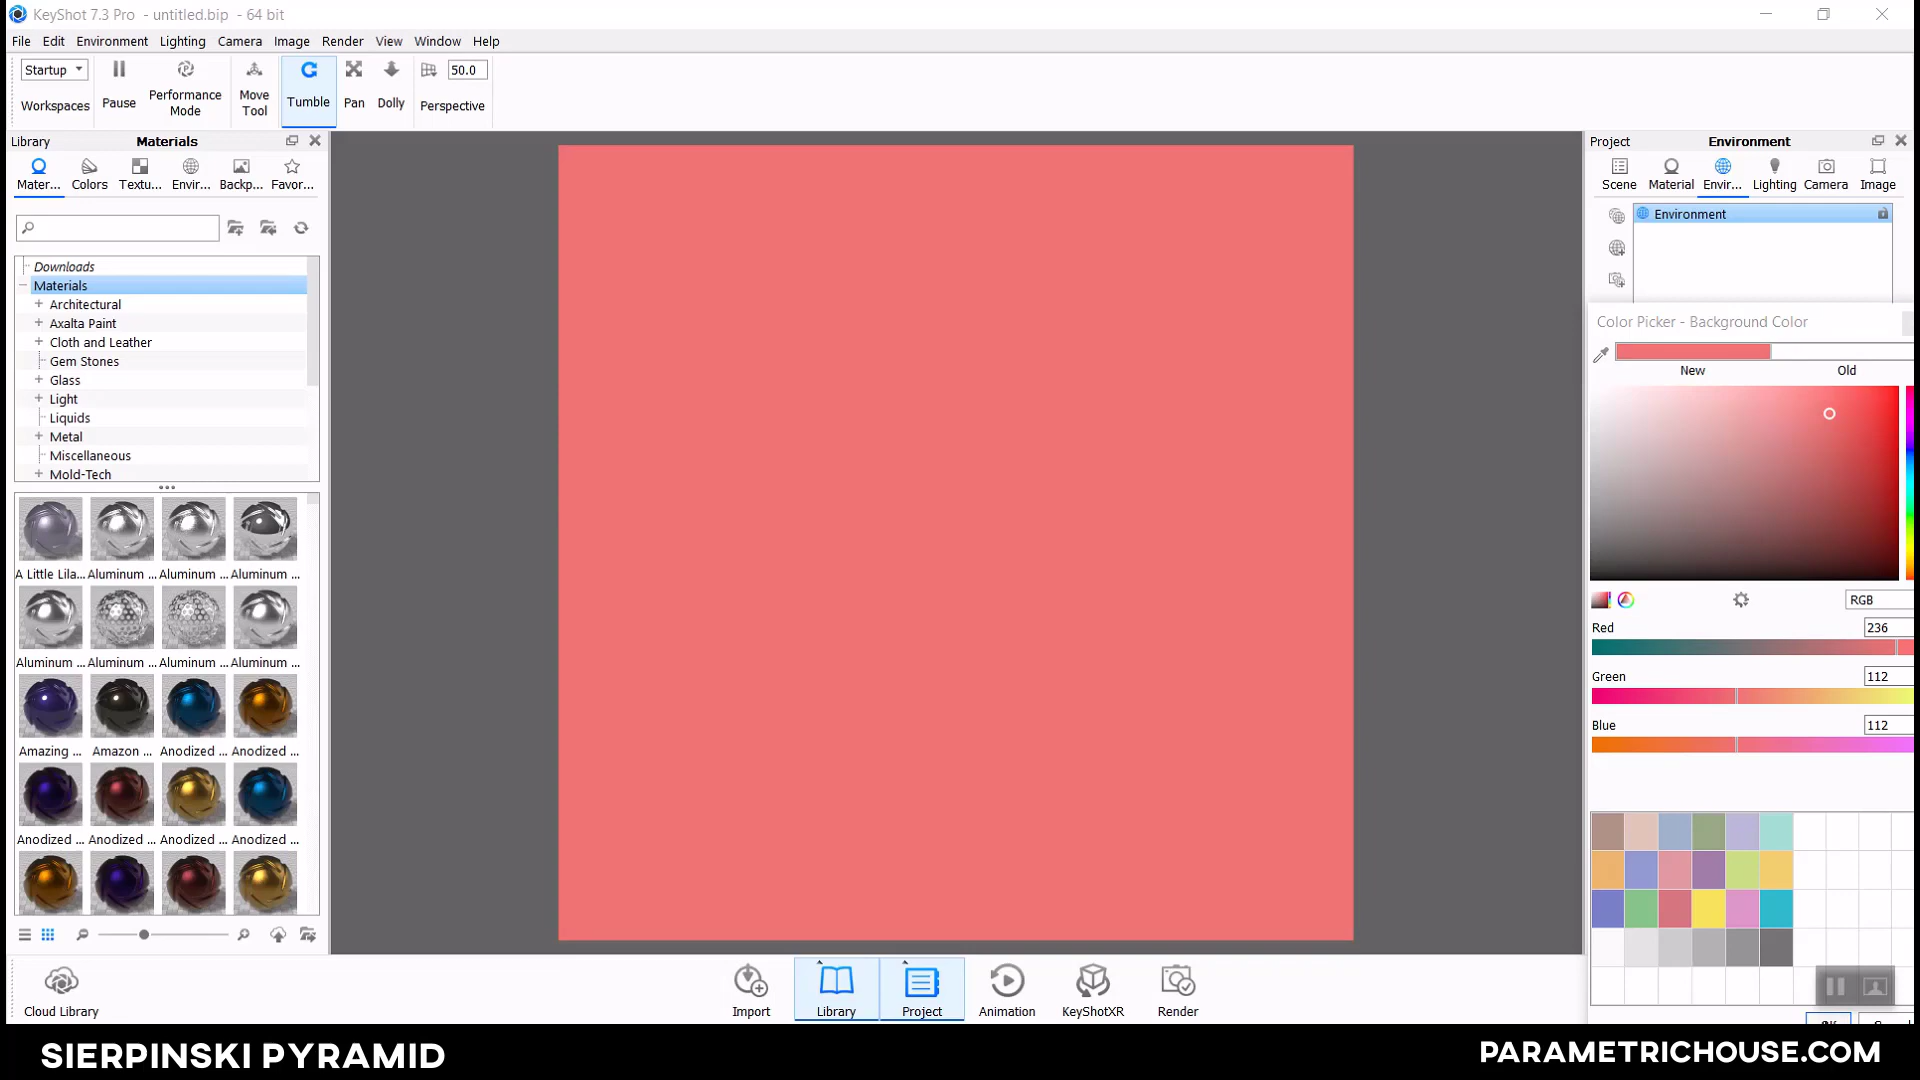 KeyShot 7.3 Pro - untitled.bip - 64 bit
File Edit Environment Lighting Camera Image Render View Window Help
Startup
50.0
Workspaces Pause Performance Mode Move Tool Tumble Pan Dolly Perspective
Library Materials
Mater... Colors Textu... Envir... Backp... Favor...
Downloads
Materials
Architectural
Axalta Paint
Cloth and Leather
Gem Stones
Glass
Light
Liquids
Metal
Miscellaneous
Mold-Tech
A Little Lila... Aluminum ... Aluminum ... Aluminum ...
Aluminum ... Aluminum ... Aluminum ... Aluminum ...
Amazing ... Amazon ... Anodized ... Anodized ...
Anodized ... Anodized ... Anodized ... Anodized ...
Project Environment
Scene Material Envir... Lighting Camera Image
Environment
Color Picker - Background Color
New Old
RGB
Red 236
Green 112
Blue 112
Cloud Library Import Library Project Animation KeyShotXR Render
SIERPINSKI PYRAMID
PARAMETRICHOUSE.COM